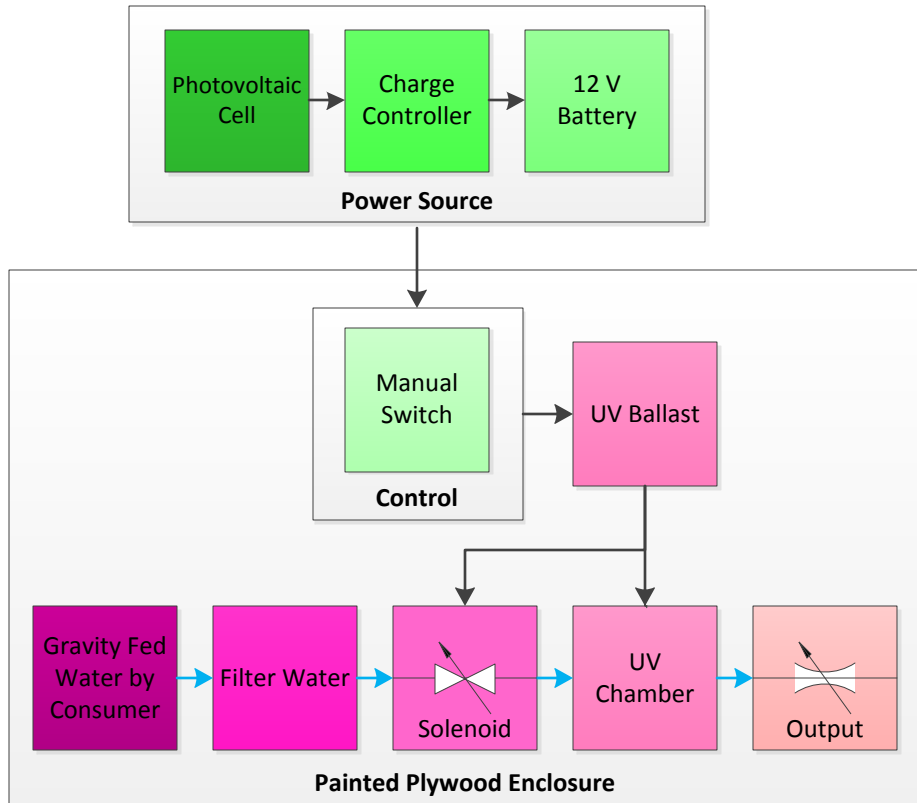 Photovoltaic
Cell
Charge
Controller
12 V
Battery
Power Source
Manual
Switch
Control
UV Ballast
Gravity Fed
Water by
Consumer
Filter Water
Solenoid
UV
Chamber
Output
Painted Plywood Enclosure